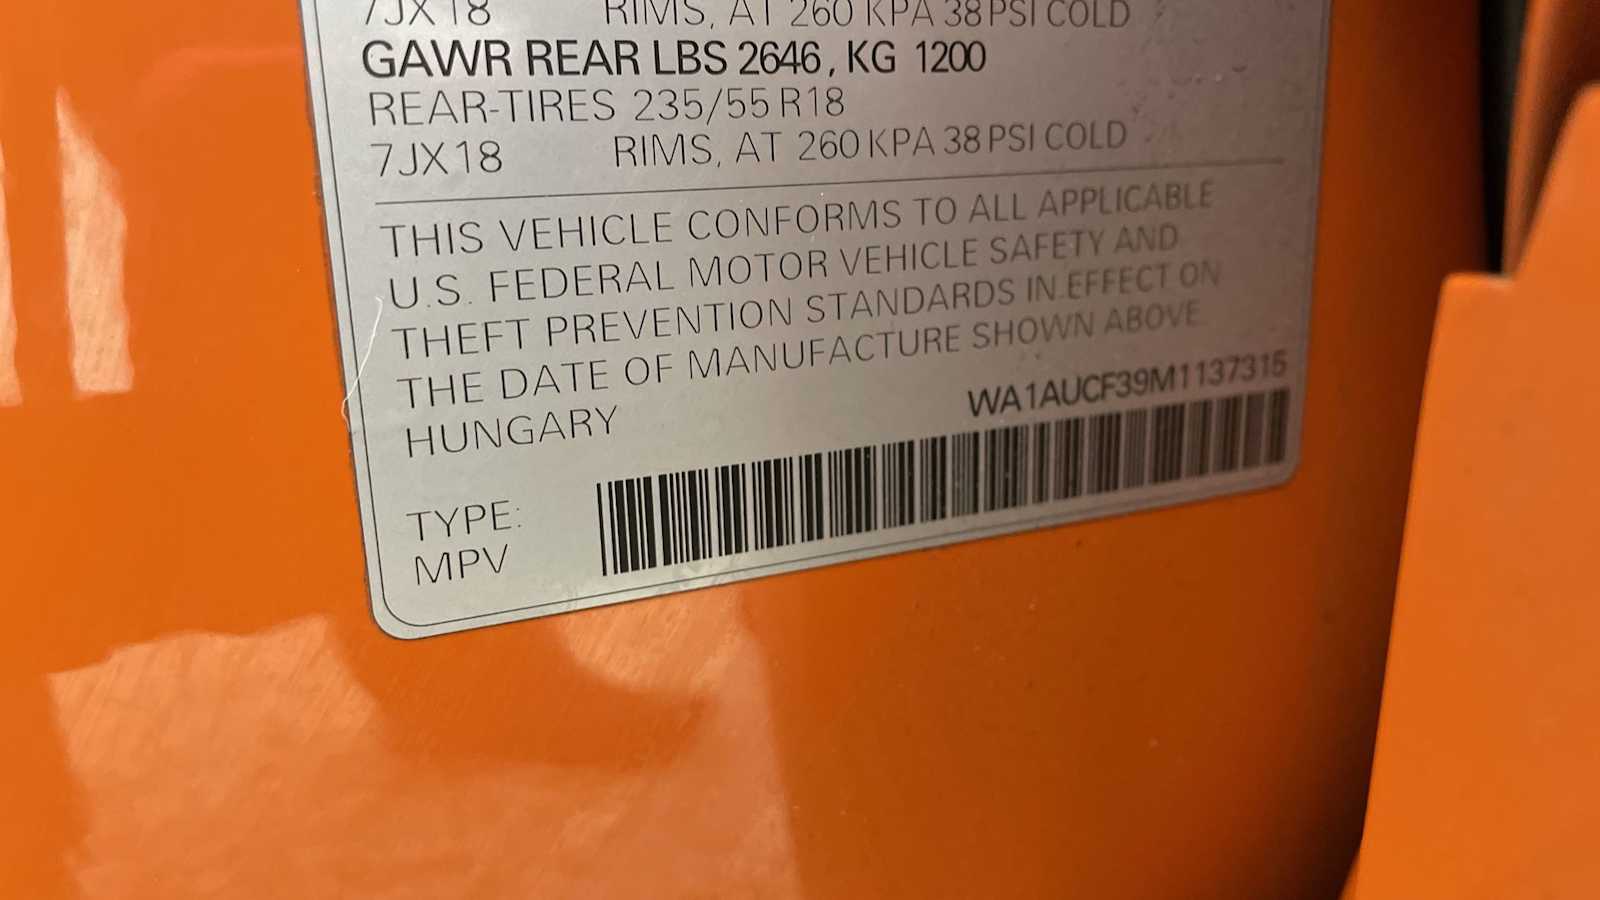 7JX18 RIMS, AT 260 KPA 38 PSI COLD
GAWR REAR LBS 2646, KG 1200
REAR-TIRES 235/55 R18
7JX18 RIMS, AT 260 KPA 38 PSI COLD
THIS VEHICLE CONFORMS TO ALL APPLICABLE
U.S. FEDERAL MOTOR VEHICLE SAFETY AND
THEFT PREVENTION STANDARDS IN EFFECT ON
THE DATE OF MANUFACTURE SHOWN ABOVE
HUNGARY WA1AUCF39M1137315
TYPE:
MPV